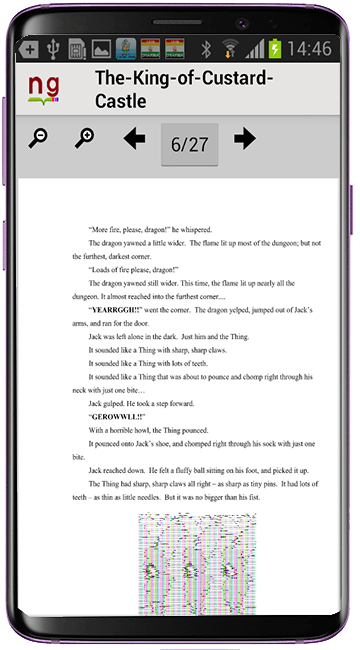 14:46
ng
The-King-of-Custard-
Castle
6/27
“More fire, please, dragon!” he whispered.
The dragon yawned a little wider. The flame lit up most of the dungeon; but not
the furthest, darkest corner.
“Loads of fire please, dragon!”
The dragon yawned still wider. This time, the flame lit up nearly all the
dungeon. It almost reached into the furthest corner....
“YEARRGGH!!” went the corner. The dragon yelped, jumped out of Jack’s
arms, and ran for the door.
Jack was left alone in the dark. Just him and the Thing.
It sounded like a Thing with sharp, sharp claws.
It sounded like a Thing with lots of teeth.
It sounded like a Thing that was about to pounce and chomp right through his
neck with just one bite…
Jack gulped. He took a step forward.
“GEROWWLL!!”
With a horrible howl, the Thing pounced.
It pounced onto Jack’s shoe, and chomped right through his sock with just one
bite.
Jack reached down. He felt a fluffy ball sitting on his foot, and picked it up.
The Thing had sharp, sharp claws all right – as sharp as tiny pins. It had lots of
teeth – as thin as little needles. But it was no bigger than his fist.